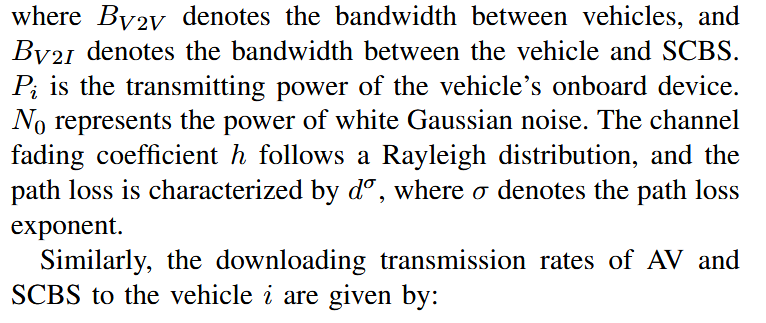 where B_{V2V} denotes the bandwidth between vehicles, and
B_{V2I} denotes the bandwidth between the vehicle and SCBS.
P_i is the transmitting power of the vehicle's onboard device.
N_0 represents the power of white Gaussian noise. The channel
fading coefficient h follows a Rayleigh distribution, and the
path loss is characterized by d^σ, where σ denotes the path loss
exponent.
Similarly, the downloading transmission rates of AV and
SCBS to the vehicle i are given by: